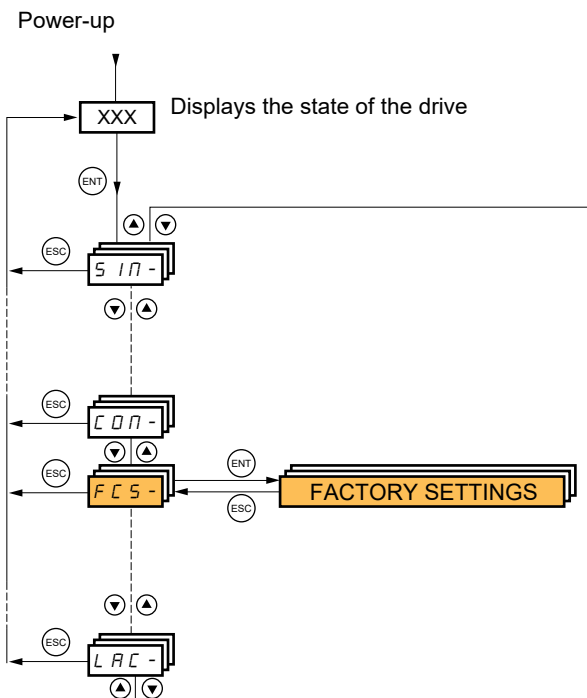 Power-up
XXX
Displays the state of the drive
ENT
ESC
SIM-
ESC
COM-
ESC
FCS-
ENT
FACTORY SETTINGS
ESC
ESC
LAC-